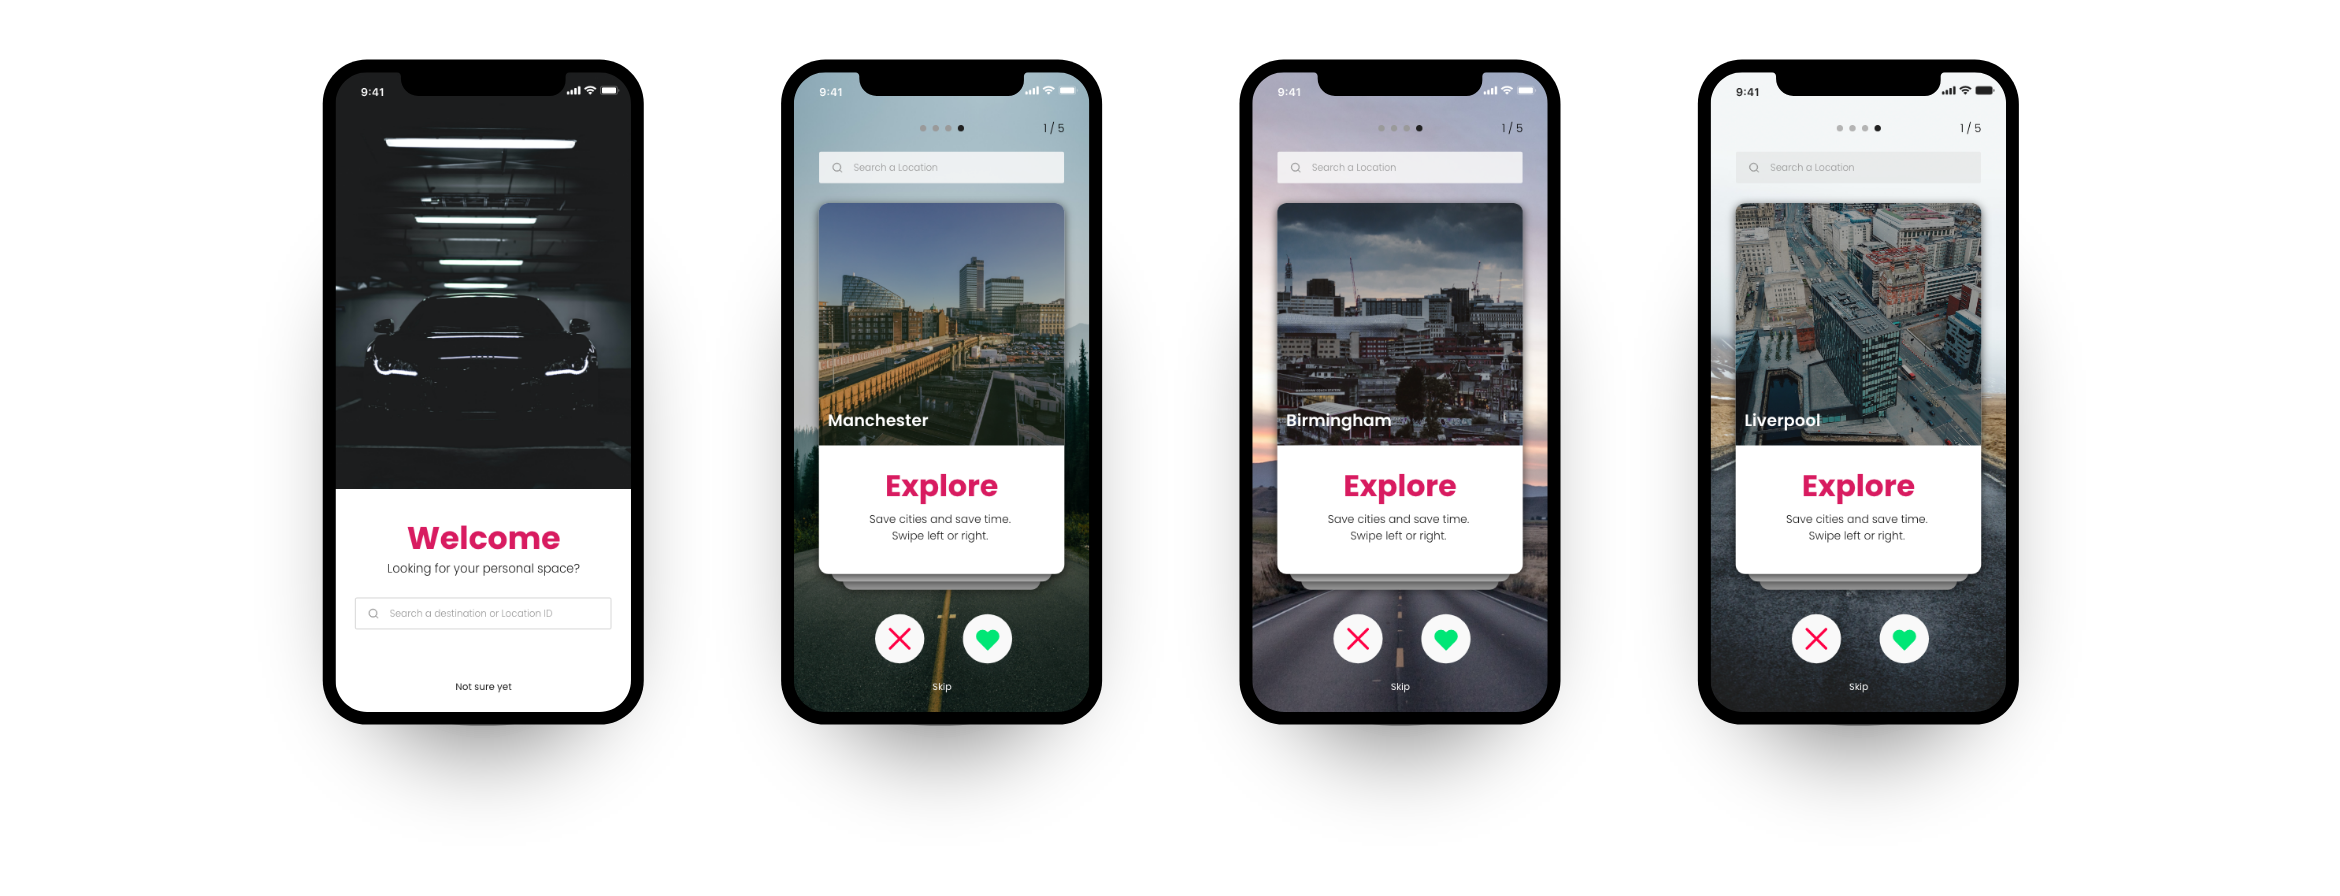 9:41
Welcome
Looking for your personal space?
Search a destination or Location ID
Not sure yet
9:41
1 / 5
Search a Location
Manchester
Explore
Save cities and save time.
Swipe left or right.
Skip
9:41
1 / 5
Search a Location
Birmingham
Explore
Save cities and save time.
Swipe left or right.
Skip
9:41
1 / 5
Search a Location
Liverpool
Explore
Save cities and save time.
Swipe left or right.
Skip